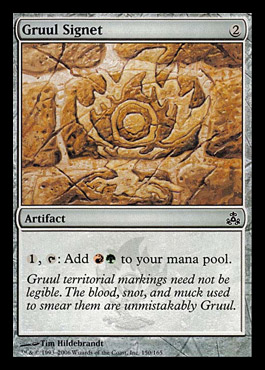 Gruul Signet 2
Artifact
1, : Add to your mana pool.
Gruul territorial markings need not be
legible. The blood, snot, and muck used
to smear them are unmistakably Gruul.
Tim Hildebrandt
™& © 1993–2006 Wizards of the Coast, Inc. 150/165